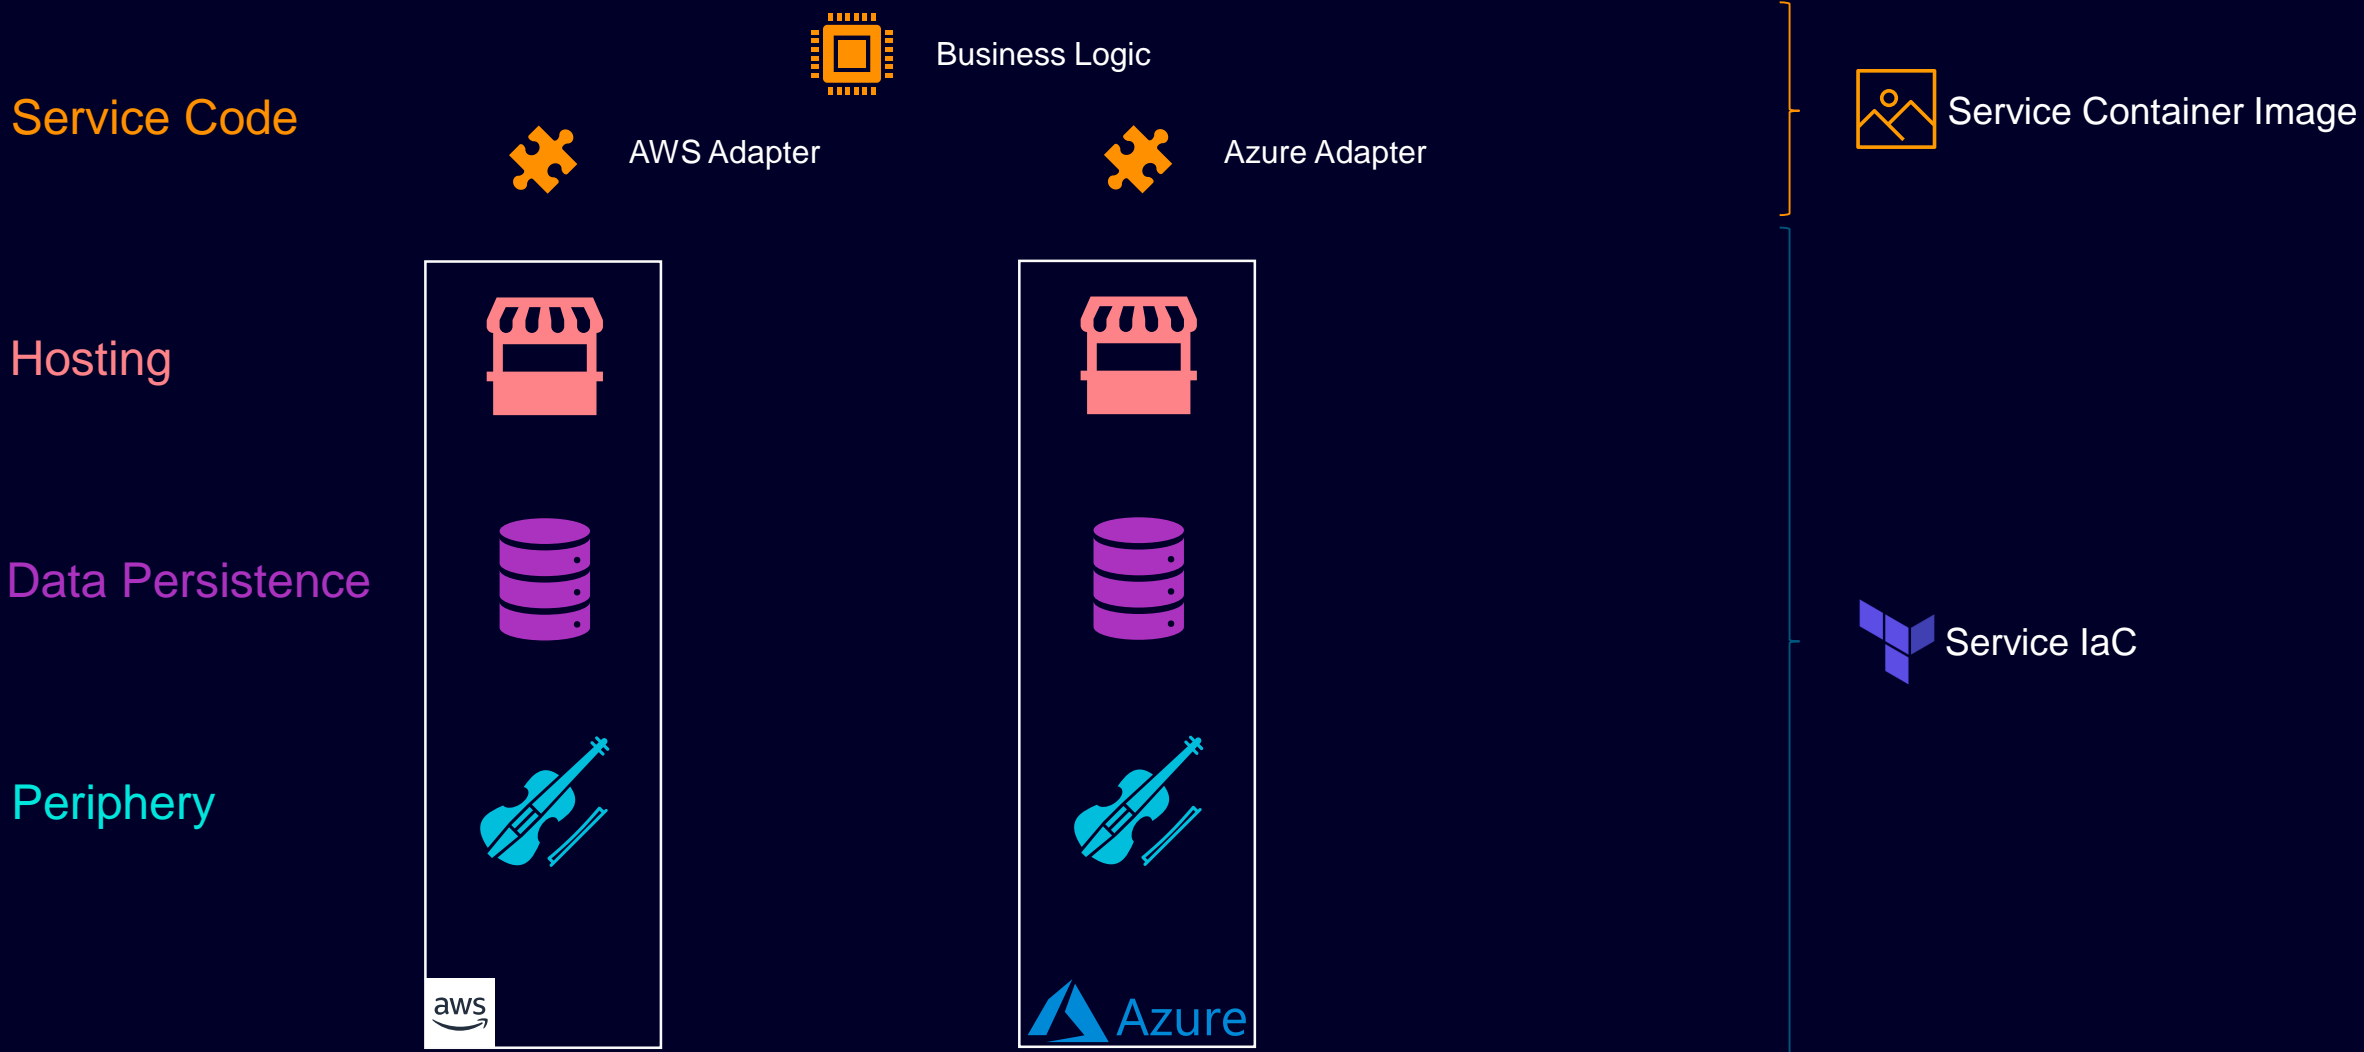 Business Logic
Service Code
Service Container Image
AWS Adapter
Azure Adapter
Hosting
Data Persistence
Service IaC
Periphery
aws
Azure